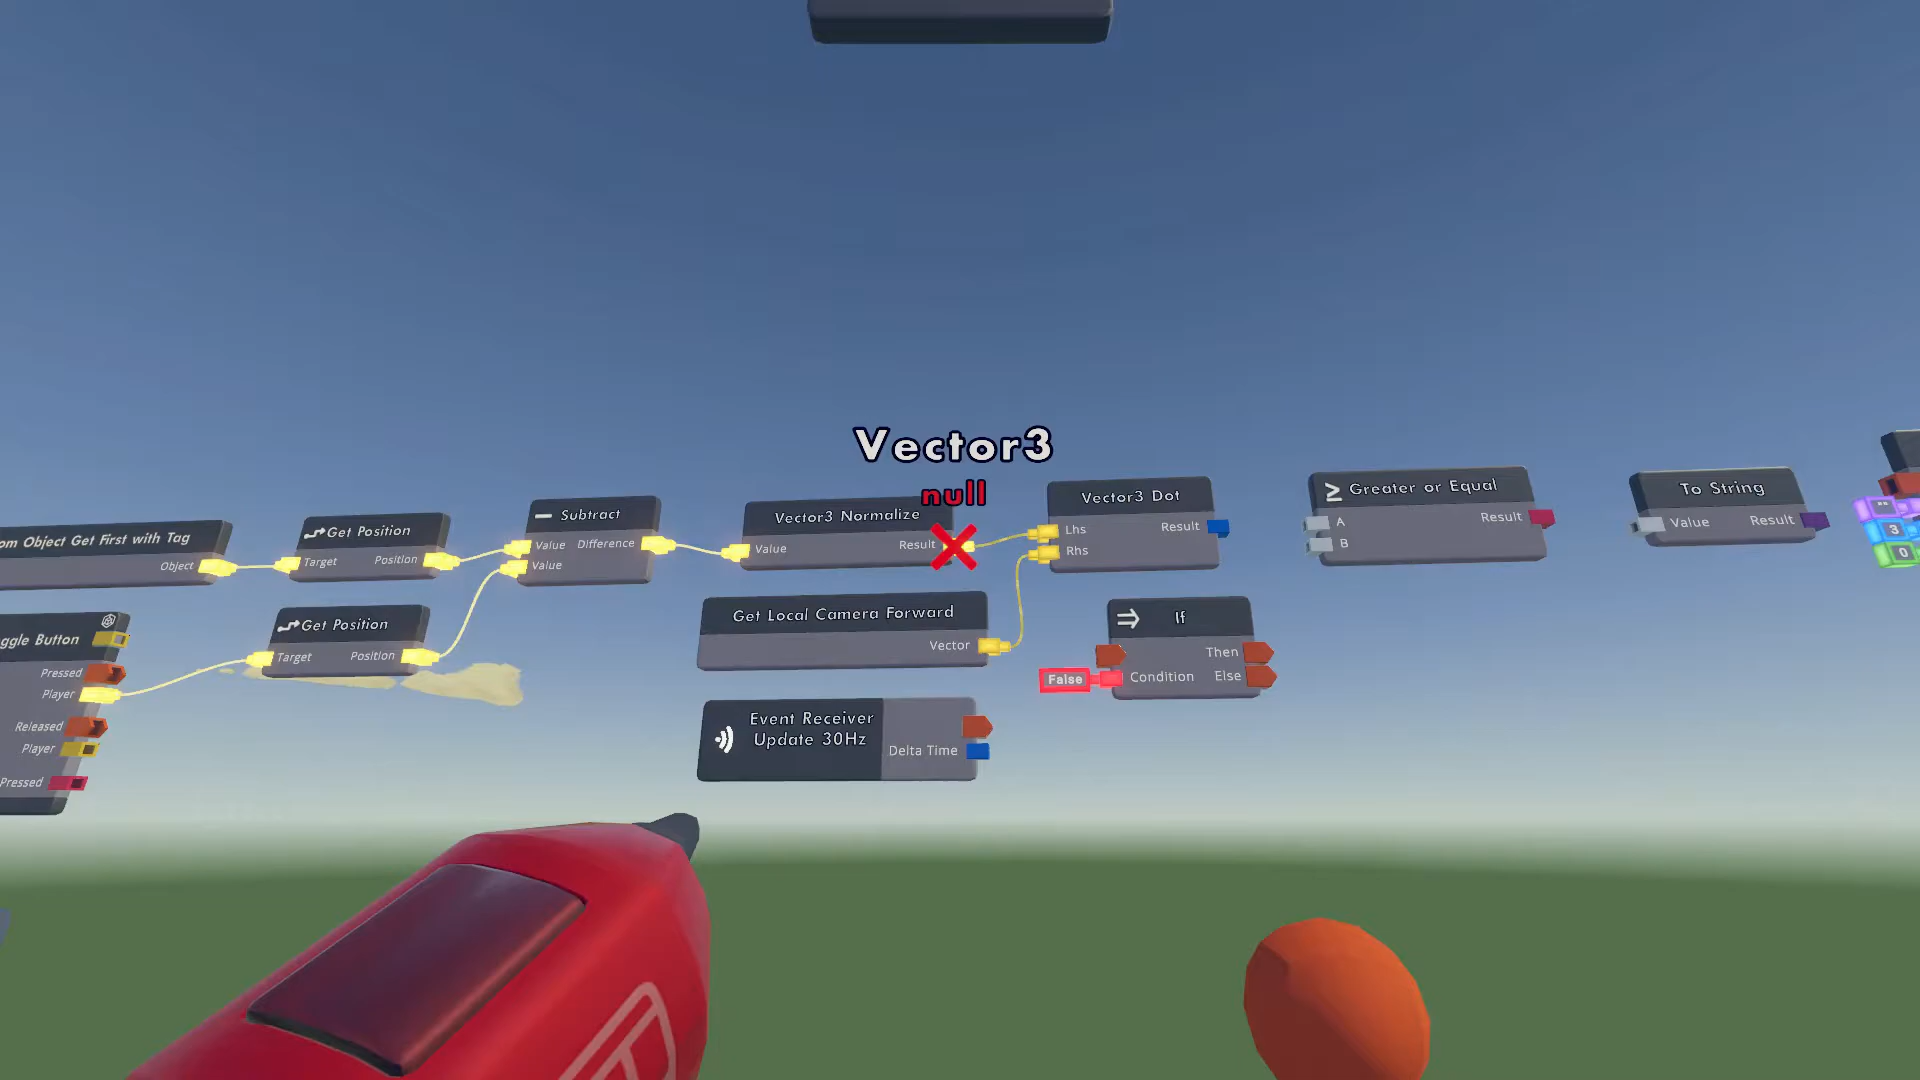 Vector3
null
om Object Get First with Tag
Object
Get Position
Target
Position
Subtract
Value
Difference
Value
Vector3 Normalize
Value
Result
Vector3 Dot
Lhs
Result
Rhs
Greater or Equal
A
Result
B
To String
Value
Result
3
0
ggle Button
Pressed
Player
Released
Player
Pressed
Get Position
Target
Position
Get Local Camera Forward
Vector
If
Then
False
Condition
Else
Event Receiver
Update 30Hz
Delta Time